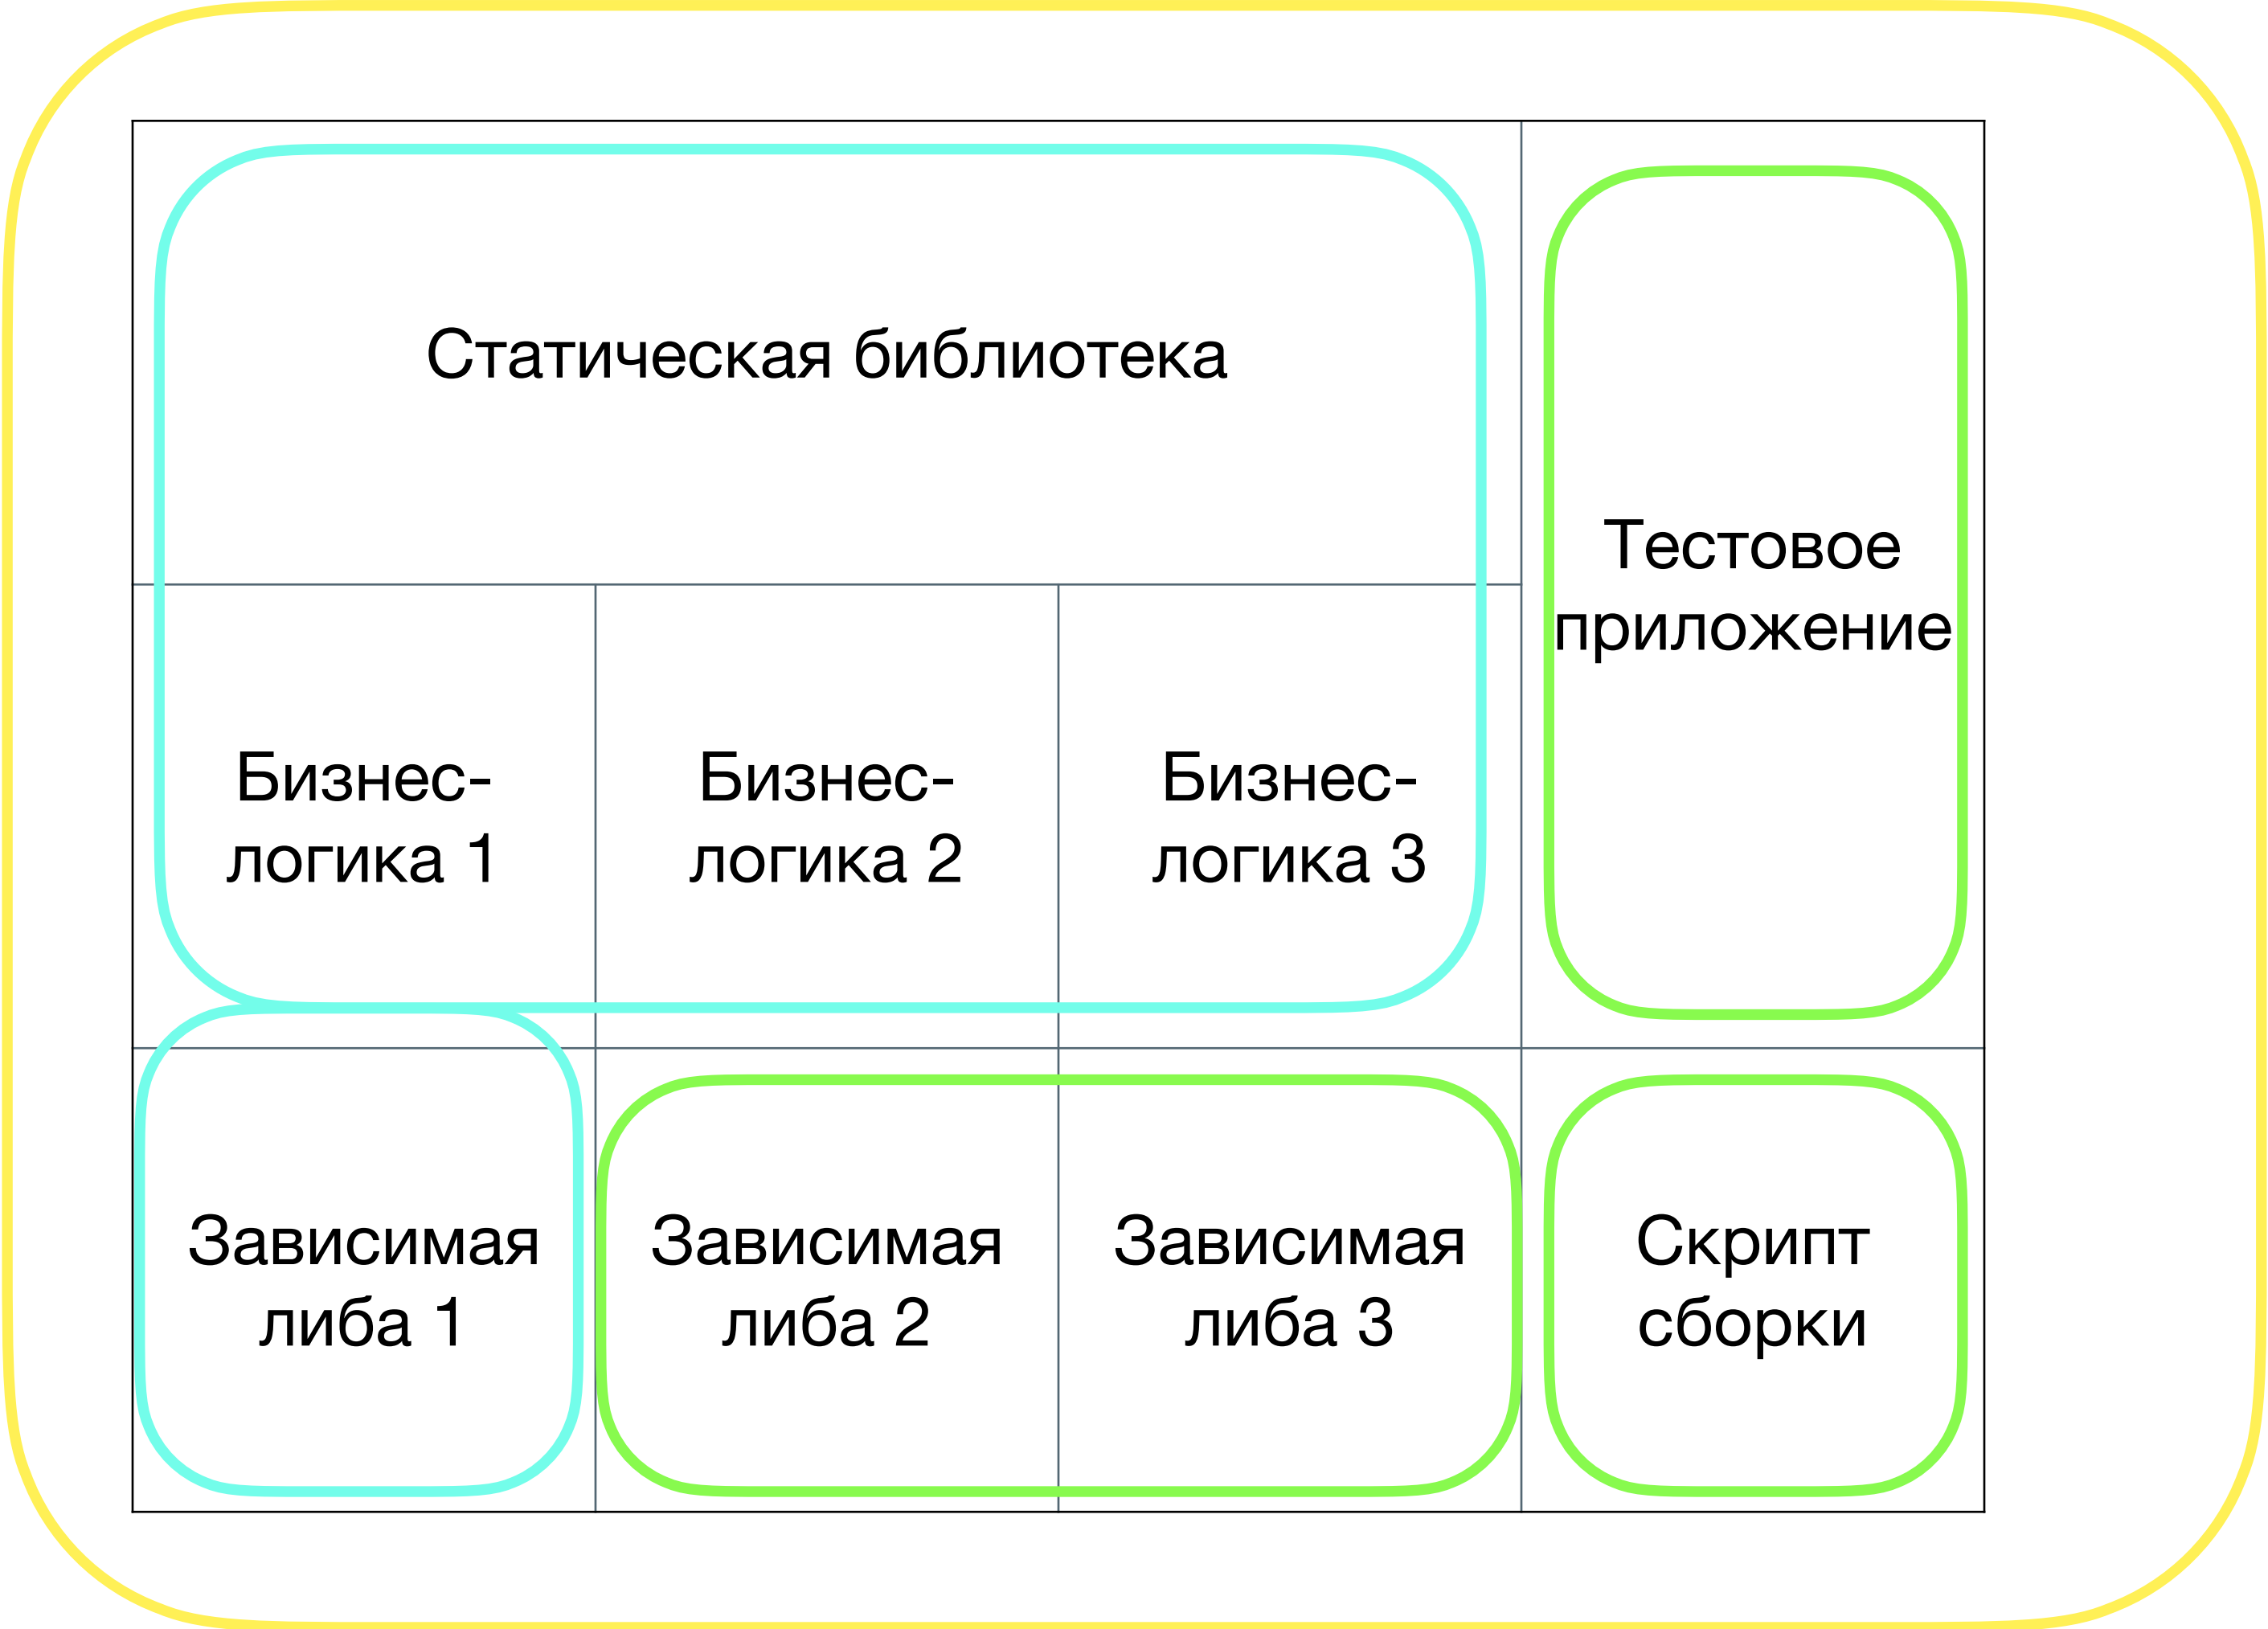 Статическая библиотека
Тестовое
приложение
Бизнес-
логика 1
Бизнес-
логика 2
Бизнес-
логика 3
Зависимая
либа 1
Зависимая
либа 2
Зависимая
либа 3
Скрипт
сборки